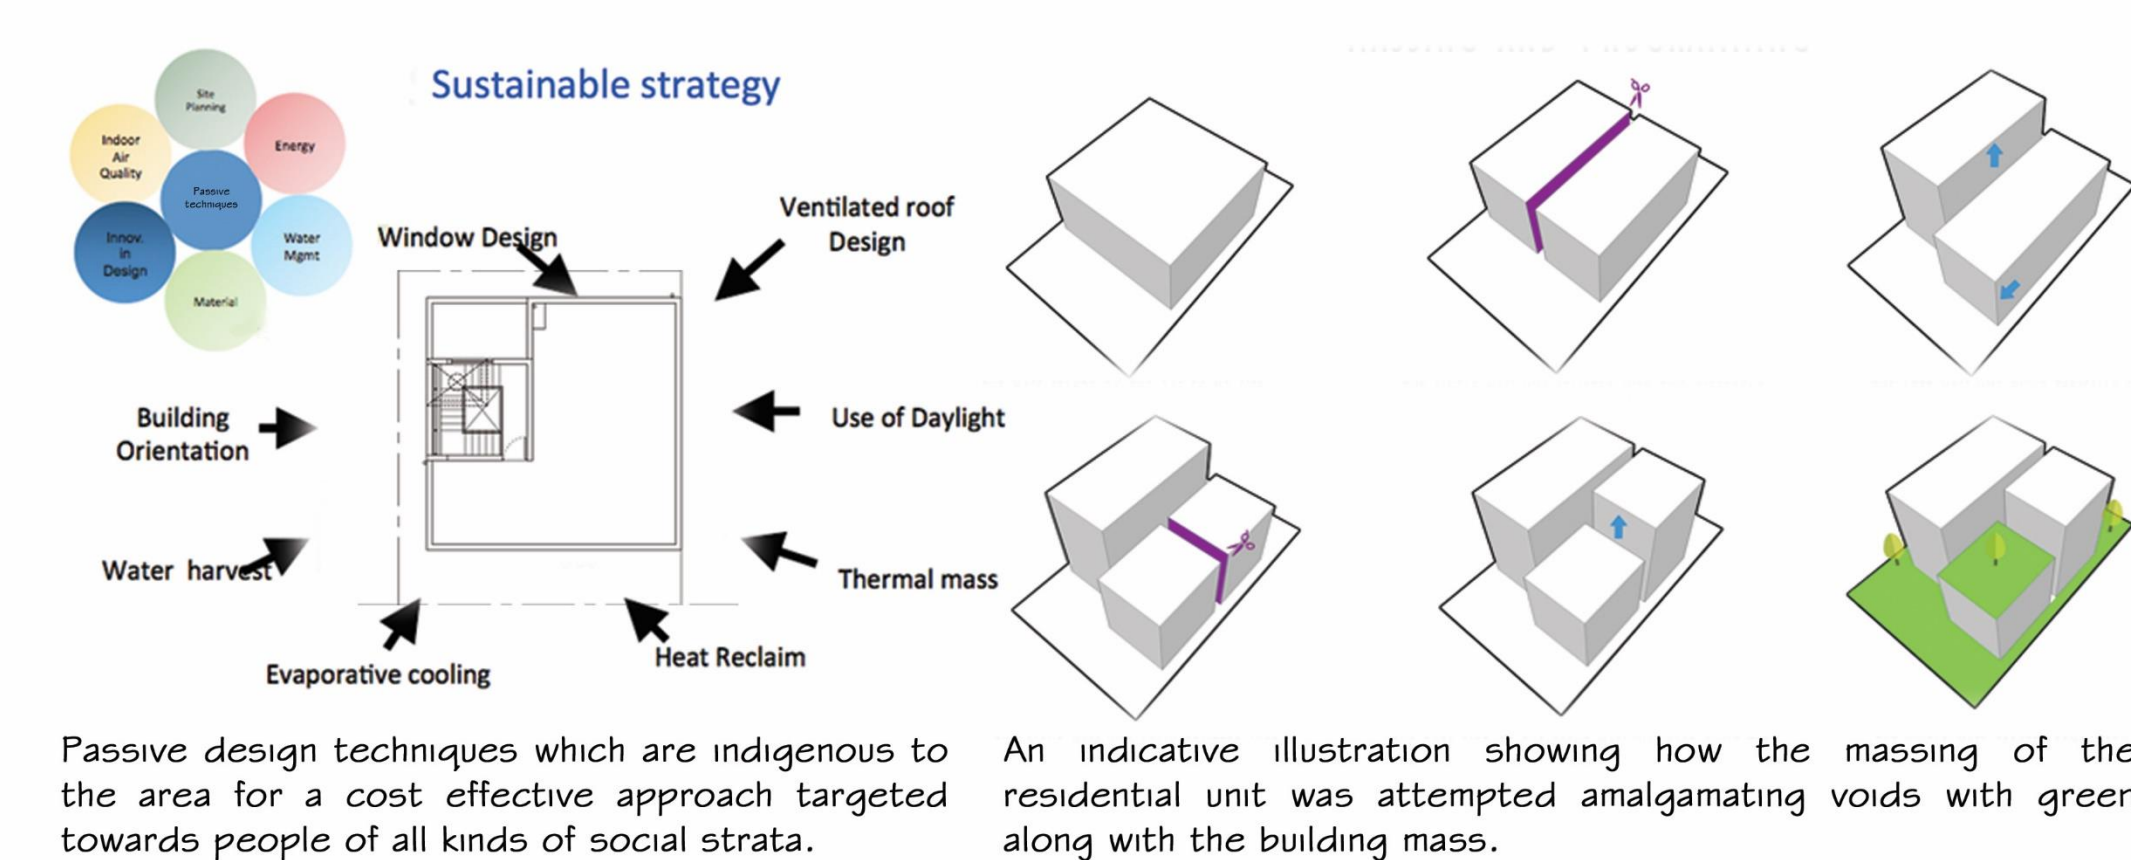 Sustainable strategy
Site
Planning
Indoor
Air
Quality
Energy
Passive
techniques
Innov.
in
Design
Water
Mgmt
Material
Window Design
Ventilated roof
Design
Building
Orientation
Use of Daylight
Water harvest
Thermal mass
Evaporative cooling
Heat Reclaim
Passive design techniques which are indigenous to
the area for a cost effective approach targeted
towards people of all kinds of social strata.
An indicative illustration showing how the massing of the
residential unit was attempted amalgamating voids with green
along with the building mass.